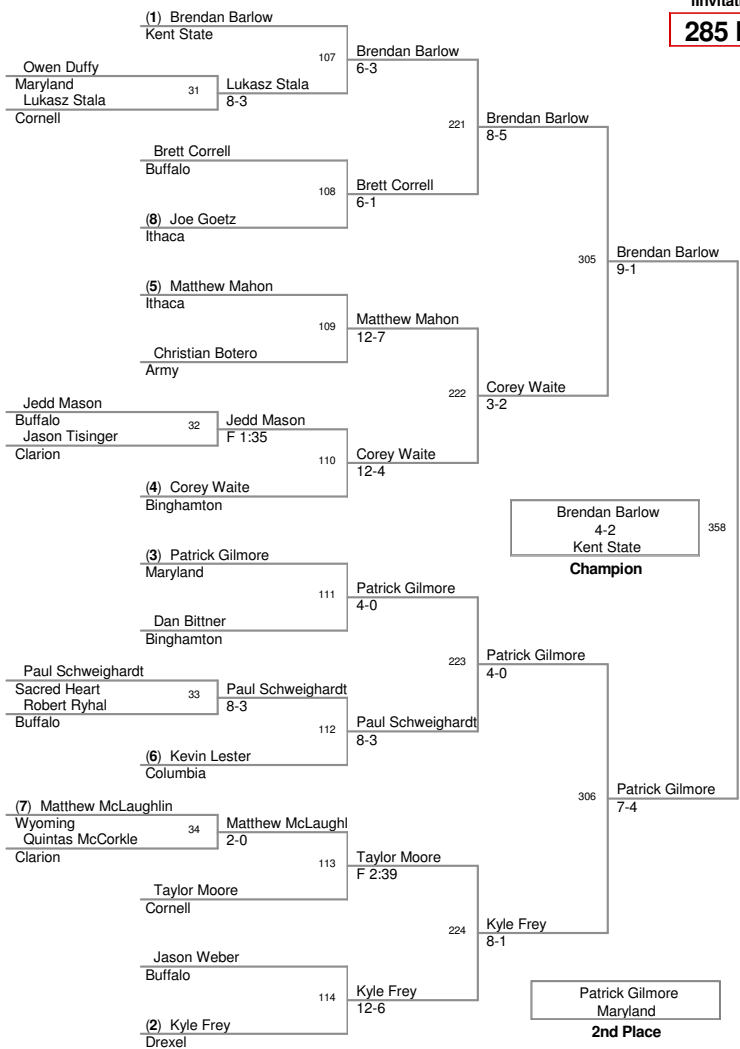 285
(1) Brendan Barlow
Kent State
107
Brendan Barlow
6-3
Owen Duffy
Maryland
31
Lukasz Stala
8-3
Lukasz Stala
Cornell
221
Brendan Barlow
8-5
Brett Correll
Buffalo
108
Brett Correll
6-1
(8) Joe Goetz
Ithaca
305
Brendan Barlow
9-1
(5) Matthew Mahon
Ithaca
109
Matthew Mahon
12-7
Christian Botero
Army
222
Corey Waite
3-2
Jedd Mason
Buffalo
32
Jedd Mason
F 1:35
Jason Tisinger
Clarion
110
Corey Waite
12-4
(4) Corey Waite
Binghamton
Brendan Barlow
4-2
Kent State
358
Champion
(3) Patrick Gilmore
Maryland
111
Patrick Gilmore
4-0
Dan Bittner
Binghamton
223
Patrick Gilmore
4-0
Paul Schweighardt
Sacred Heart
33
Paul Schweighardt
8-3
Robert Ryhal
Buffalo
112
Paul Schweighardt
8-3
(6) Kevin Lester
Columbia
306
Patrick Gilmore
7-4
(7) Matthew McLaughlin
Wyoming
34
Matthew McLaughl
2-0
Quintas McCorkle
Clarion
113
Taylor Moore
F 2:39
Taylor Moore
Cornell
224
Kyle Frey
8-1
Jason Weber
Buffalo
114
Kyle Frey
12-6
(2) Kyle Frey
Drexel
Patrick Gilmore
Maryland
2nd Place